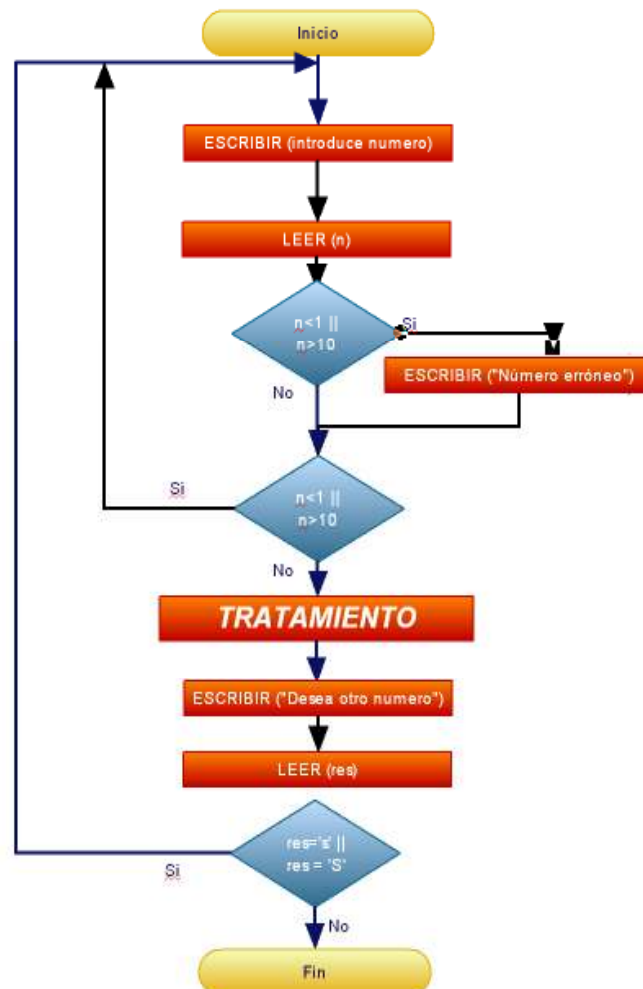 Inicio
ESCRIBIR (introduce numero)
LEER (n)
n<1 ||
n>10
Si
ESCRIBIR ("Número erróneo")
No
n<1 ||
n>10
Si
No
TRATAMIENTO
ESCRIBIR ("Desea otro numero")
LEER (res)
res='s' ||
res = 'S'
Si
No
Fin